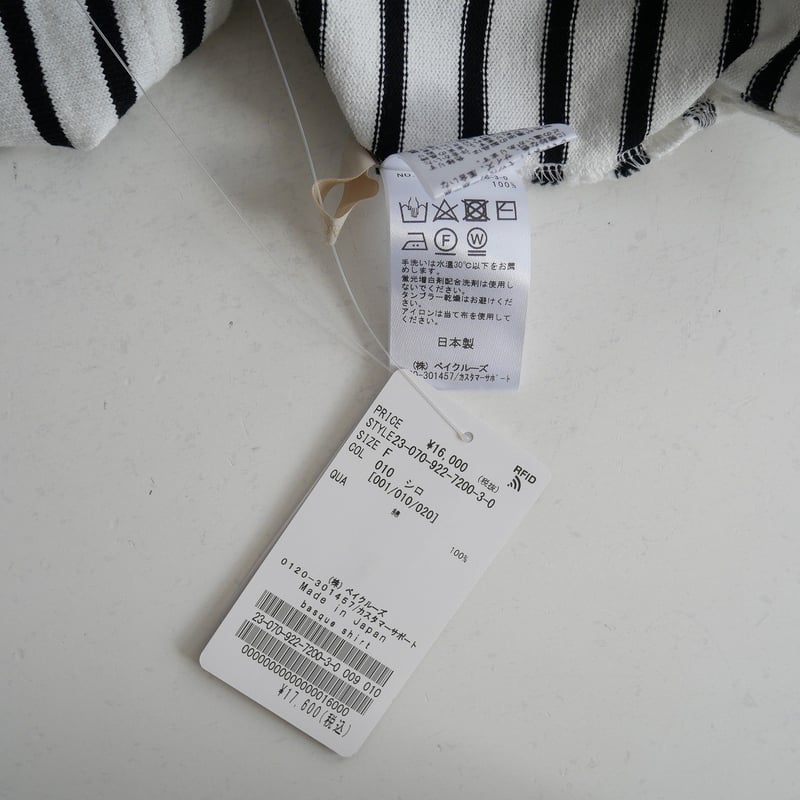 NO
100%
F W
手洗いは水温30℃以下をお薦
めします。
蛍光増白剤配合洗剤は使用し
ないでください。
タンブラー乾燥はお避けくだ
さい。
アイロンは当て布を使用して
ください。
日本製
(株) ベイクルーズ
-301457/カスタマーサポート
PRICE ¥16,000 (税抜)
STYLE23-070-922-7200-3-0
SIZE F
COL 010 シロ
[001/010/020]
QUA 綿 100%
RFID
(株) ベイクルーズ
0120-301457/カスタマーサポート
Made in Japan
basque shirt
23-070-922-7200-3-0 009 010
0000000000000016000
¥17,600(税込)